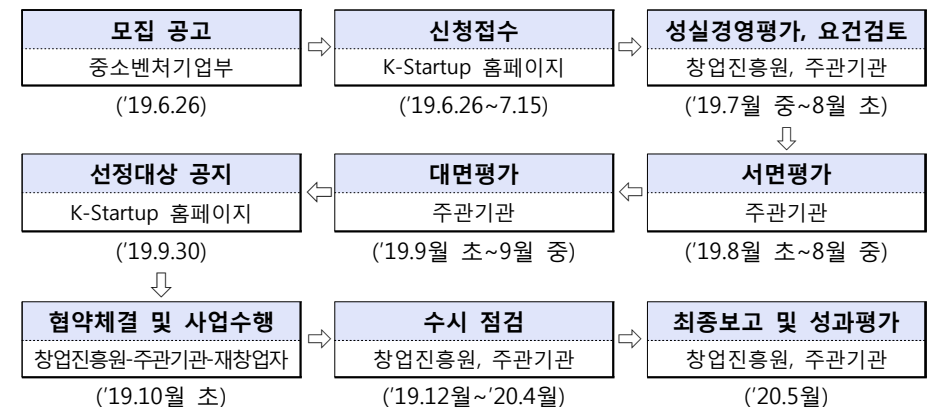 모집 공고
중소벤처기업부
('19.6.26)
신청접수
K-Startup 홈페이지
('19.6.26~7.15)
성실경영평가, 요건검토
창업진흥원, 주관기관
('19.7월 중~8월 초)
서면평가
주관기관
('19.8월 초~8월 중)
대면평가
주관기관
('19.9월 초~9월 중)
선정대상 공지
K-Startup 홈페이지
('19.9.30)
협약체결 및 사업수행
창업진흥원-주관기관-재창업자
('19.10월 초)
수시 점검
창업진흥원, 주관기관
('19.12월~'20.4월)
최종보고 및 성과평가
창업진흥원, 주관기관
('20.5월)